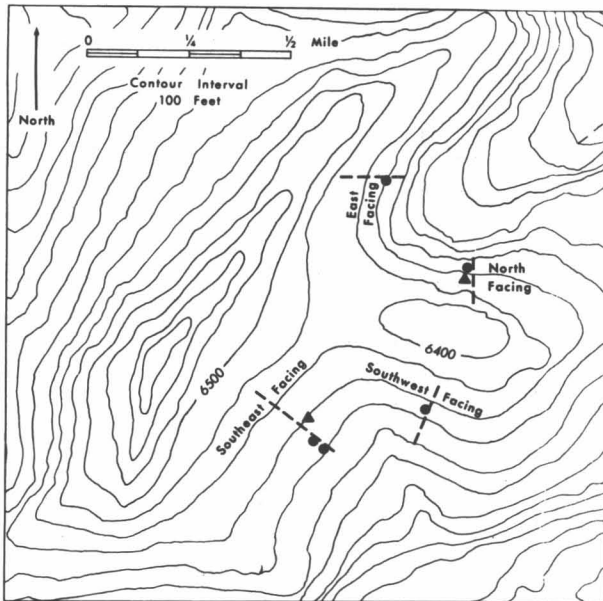 0 ¼ ½ Mile
Contour Interval
100 Feet
North
East
Facing
North
Facing
6400
6500
Southeast Facing
Southwest Facing